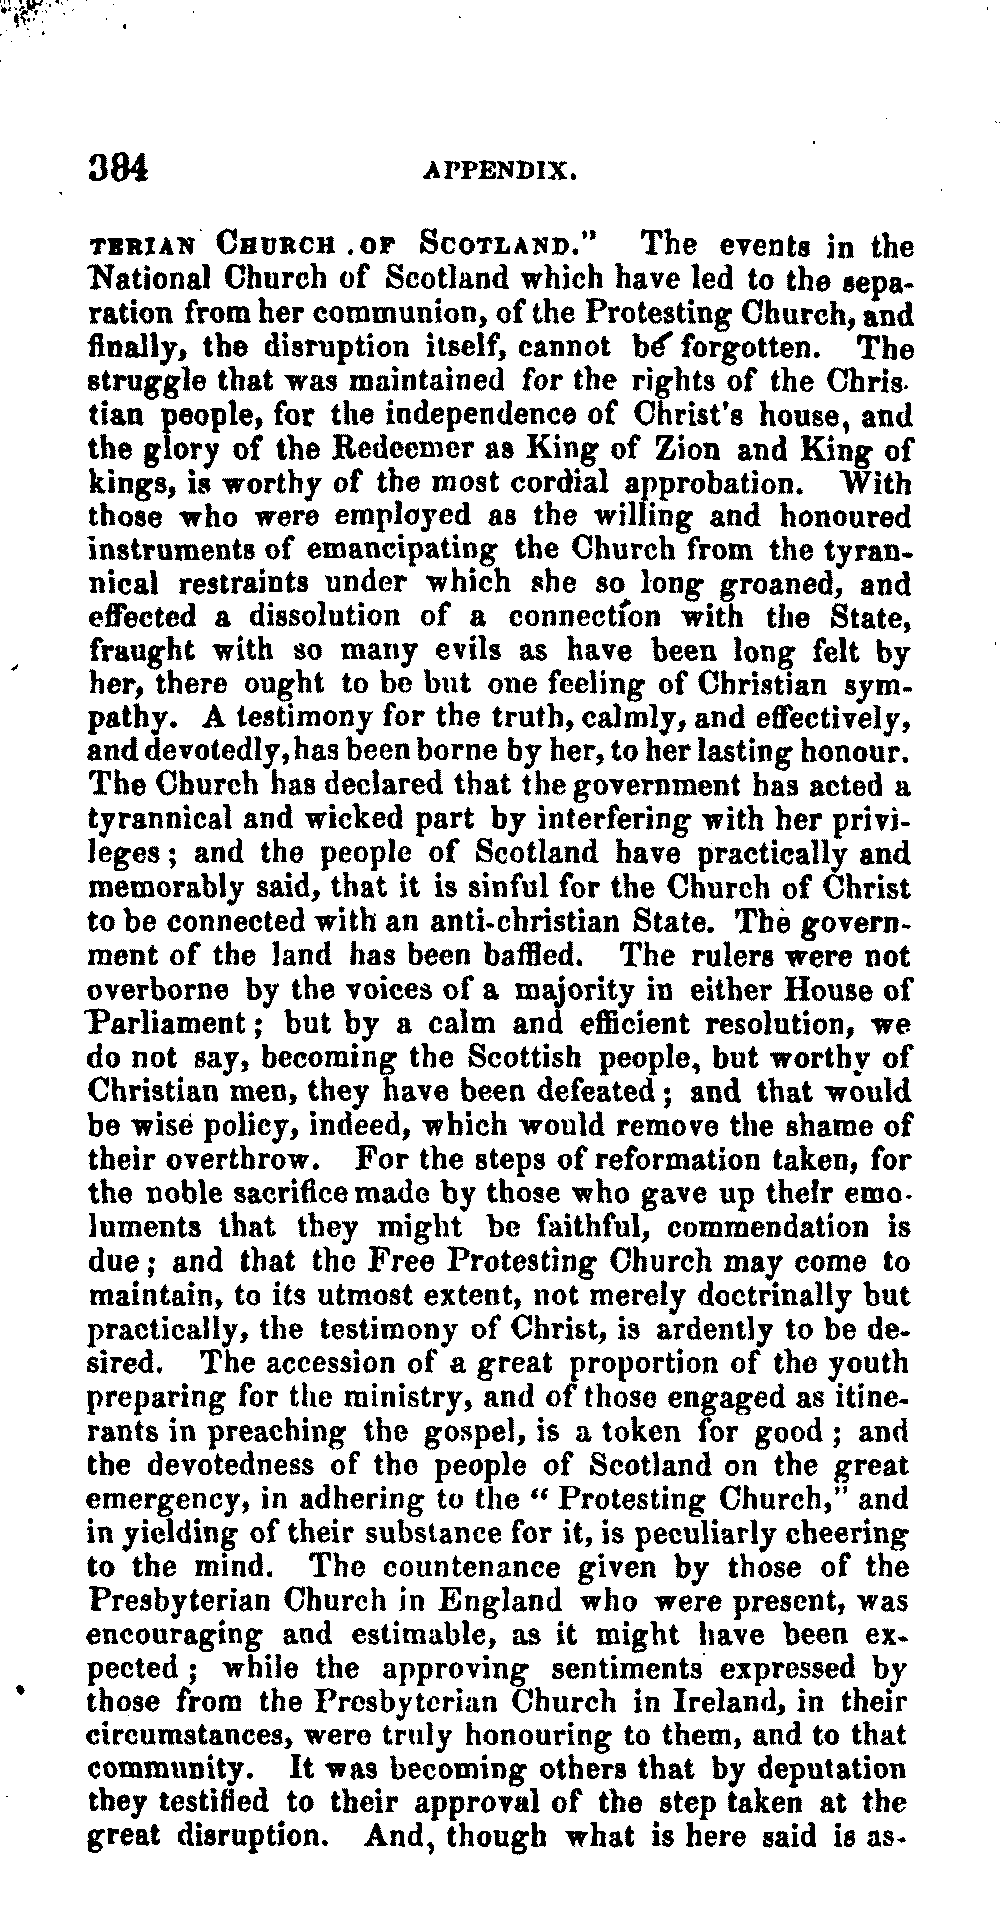 384 APPENDIX.
TERIAN CHURCH OF SCOTLAND." The events in the
National Church of Scotland which have led to the sepa-
ration from her communion, of the Protesting Church, and
finally, the disruption itself, cannot be forgotten. The
struggle that was maintained for the rights of the Chris-
tian people, for the independence of Christ's house, and
the glory of the Redeemer as King of Zion and King of
kings, is worthy of the most cordial approbation. With
those who were employed as the willing and honoured
instruments of emancipating the Church from the tyran-
nical restraints under which she so long groaned, and
effected a dissolution of a connection with the State,
fraught with so many evils as have been long felt by
her, there ought to be but one feeling of Christian sym-
pathy. A testimony for the truth, calmly, and effectively,
and devotedly, has been borne by her, to her lasting honour.
The Church has declared that the government has acted a
tyrannical and wicked part by interfering with her privi-
leges; and the people of Scotland have practically and
memorably said, that it is sinful for the Church of Christ
to be connected with an anti-christian State. The govern-
ment of the land has been baffled. The rulers were not
overborne by the voices of a majority in either House of
Parliament; but by a calm and efficient resolution, we
do not say, becoming the Scottish people, but worthy of
Christian men, they have been defeated; and that would
be wise policy, indeed, which would remove the shame of
their overthrow. For the steps of reformation taken, for
the noble sacrifice made by those who gave up their emo-
luments that they might be faithful, commendation is
due; and that the Free Protesting Church may come to
maintain, to its utmost extent, not merely doctrinally but
practically, the testimony of Christ, is ardently to be de-
sired. The accession of a great proportion of the youth
preparing for the ministry, and of those engaged as itine-
rants in preaching the gospel, is a token for good; and
the devotedness of the people of Scotland on the great
emergency, in adhering to the "Protesting Church," and
in yielding of their substance for it, is peculiarly cheering
to the mind. The countenance given by those of the
Presbyterian Church in England who were present, was
encouraging and estimable, as it might have been ex-
pected; while the approving sentiments expressed by
those from the Presbyterian Church in Ireland, in their
circumstances, were truly honouring to them, and to that
community. It was becoming others that by deputation
they testified to their approval of the step taken at the
great disruption. And, though what is here said is as-